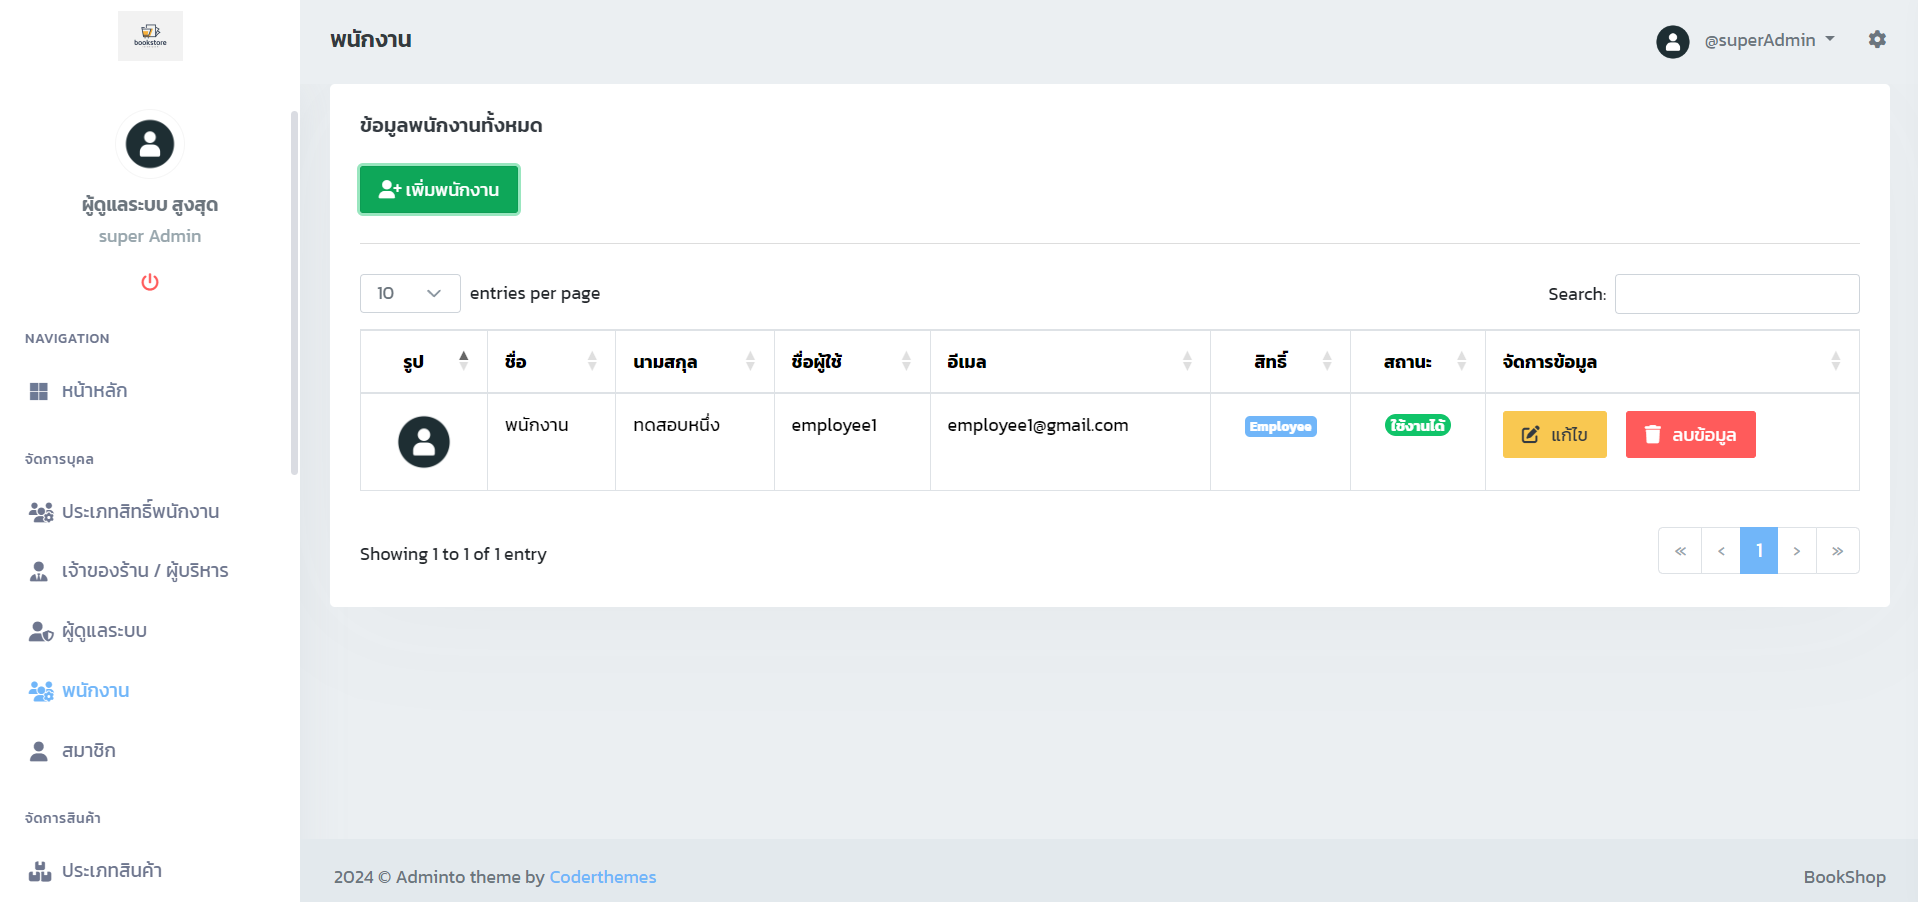 bookstore
พนักงาน
@superAdmin
ผู้ดูแลระบบ สูงสุด
super Admin
NAVIGATION
หน้าหลัก
จัดการบุคล
ประเภทสิทธิ์พนักงาน
เจ้าของร้าน / ผู้บริหาร
ผู้ดูแลระบบ
พนักงาน
สมาชิก
จัดการสินค้า
ประเภทสินค้า
ข้อมูลพนักงานทั้งหมด
เพิ่มพนักงาน
10 entries per page
Search:
รูป ชื่อ นามสกุล ชื่อผู้ใช้ อีเมล สิทธิ์ สถานะ จัดการข้อมูล
พนักงาน ทดสอบหนึ่ง employee1 employee1@gmail.com Employee ใช้งานได้ แก้ไข ลบข้อมูล
Showing 1 to 1 of 1 entry
« ‹ 1 › »
2024 © Adminto theme by Coderthemes
BookShop